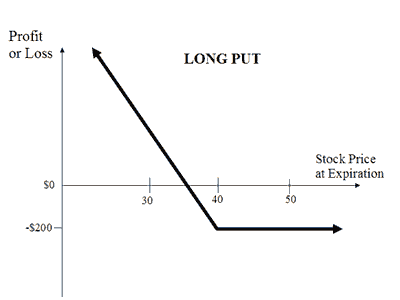 Profit
or Loss
LONG PUT
Stock Price
at Expiration
$0
30
40
50
-$200